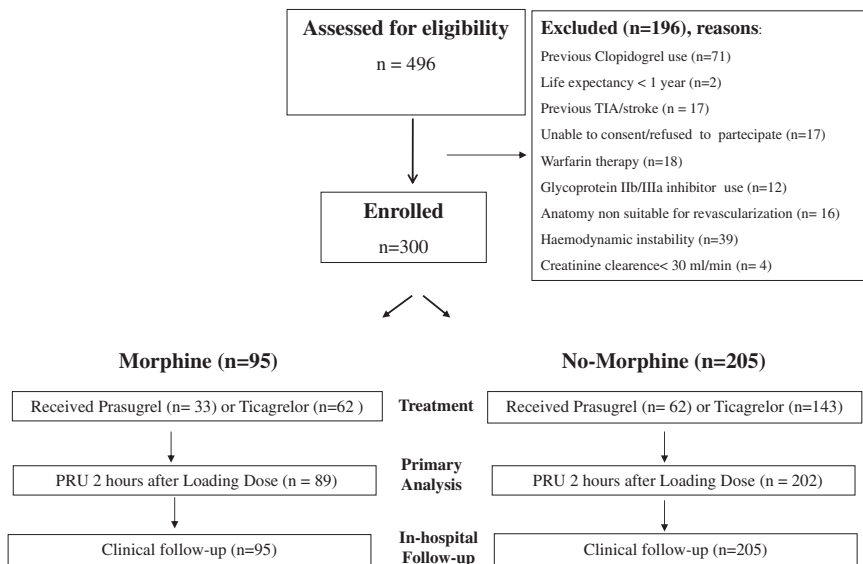 Assessed for eligibility
n = 496
Excluded (n=196), reasons:
Previous Clopidogrel use (n=71)
Life expectancy < 1 year (n=2)
Previous TIA/stroke (n = 17)
Unable to consent/refused to partecipate (n=17)
Warfarin therapy (n=18)
Glycoprotein IIb/IIIa inhibitor use (n=12)
Anatomy non suitable for revascularization (n= 16)
Haemodynamic instability (n=39)
Creatinine clearence< 30 ml/min (n= 4)
Enrolled
n=300
Morphine (n=95)
No-Morphine (n=205)
Received Prasugrel (n= 33) or Ticagrelor (n=62 )
Treatment
Received Prasugrel (n= 62) or Ticagrelor (n=143)
PRU 2 hours after Loading Dose (n = 89)
Primary
Analysis
PRU 2 hours after Loading Dose (n = 202)
Clinical follow-up (n=95)
In-hospital
Follow-up
Clinical follow-up (n=205)